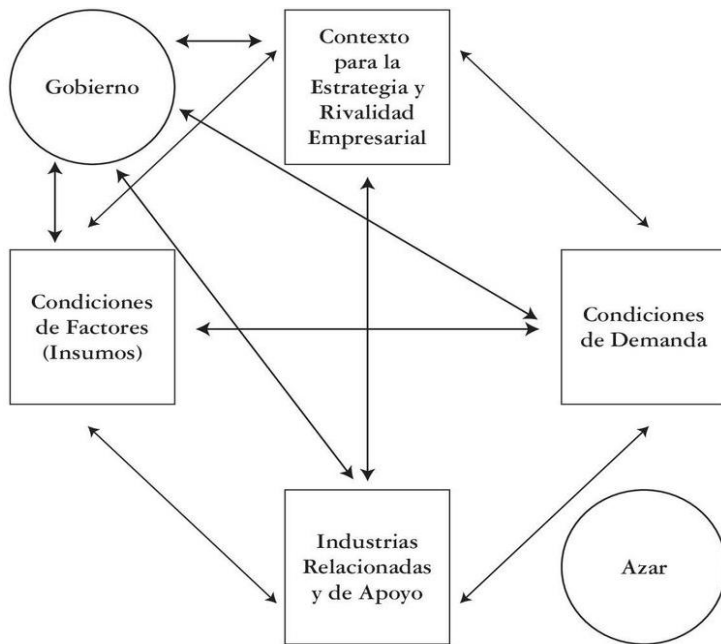 Gobierno
Contexto
para la
Estrategia y
Rivalidad
Empresarial
Condiciones
de Factores
(Insumos)
Condiciones
de Demanda
Industrias
Relacionadas
y de Apoyo
Azar